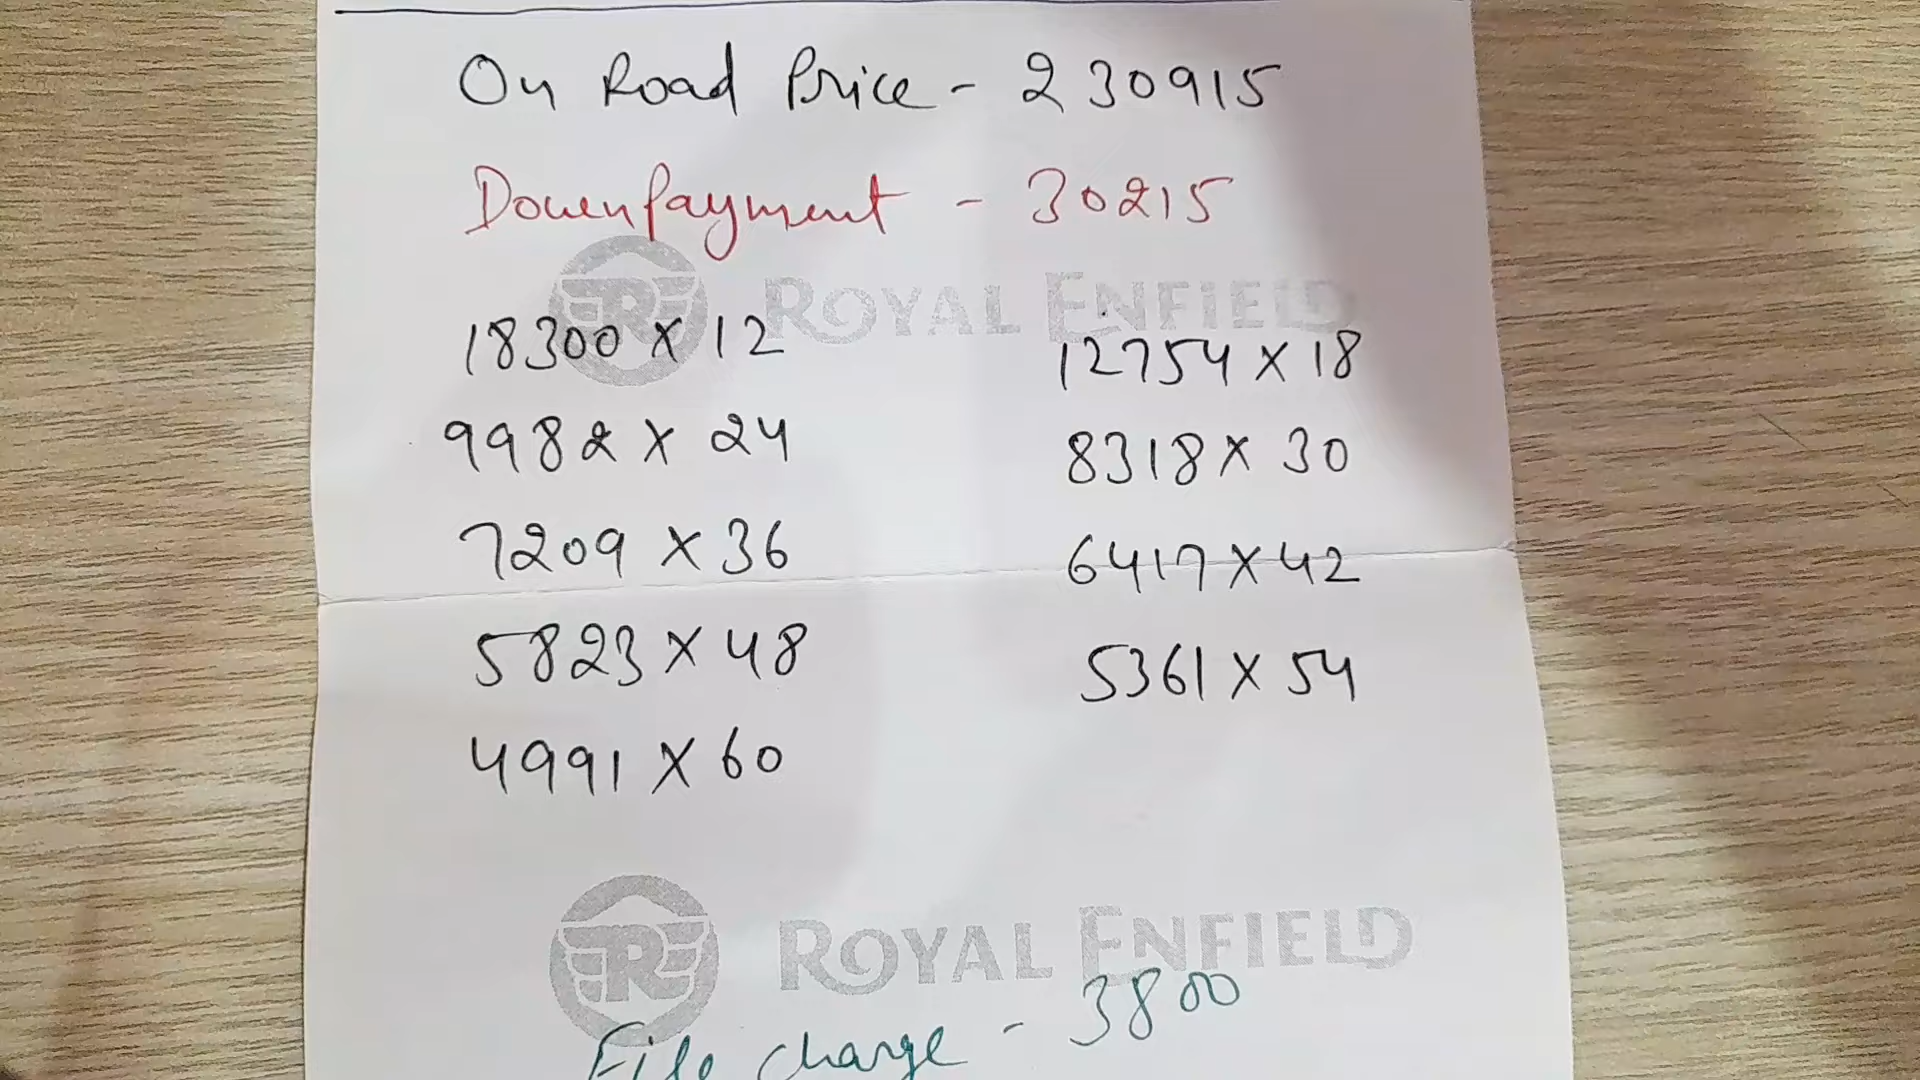 On Road Price - 230915
Downpayment - 30215
ROYAL ENFIELD
18300 X 12
12754 X 18
9982 X 24
8318 X 30
7209 X 36
6417 X 42
5823 X 48
5361 X 54
4991 X 60
ROYAL ENFIELD
File charge - 3800